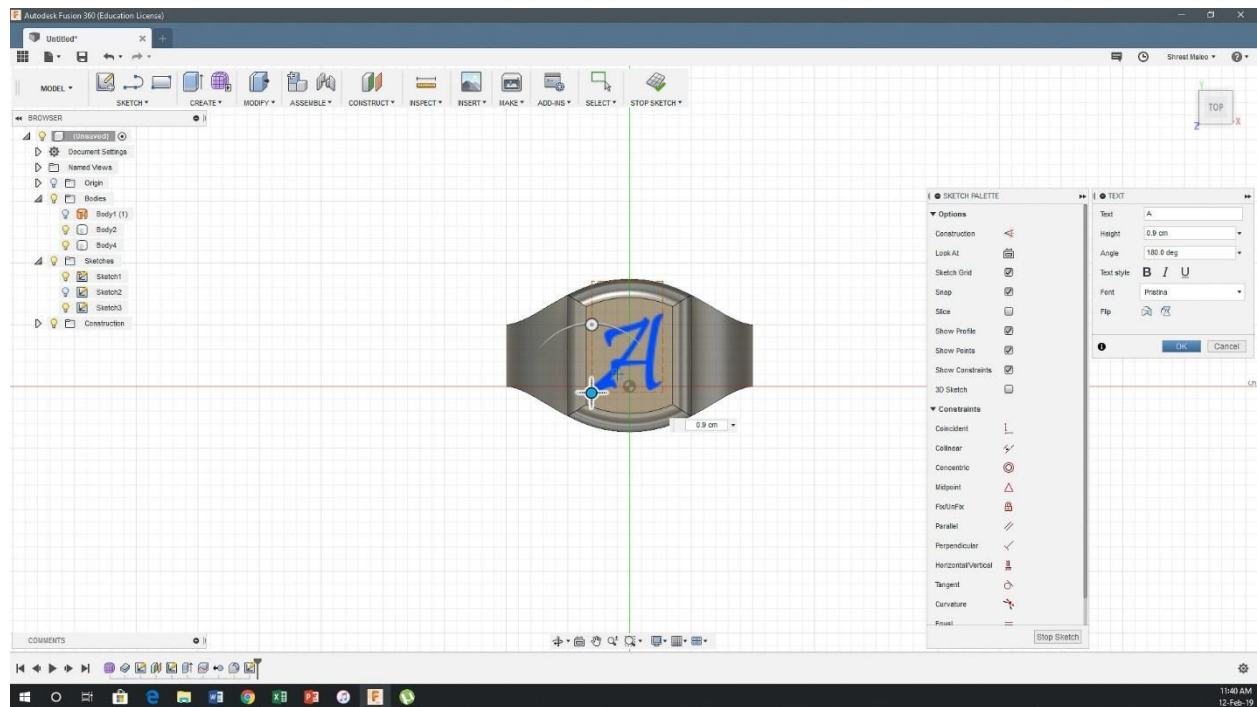 Autodesk Fusion 360 (Education License)
Untitled*
Shrest Maloo
MODEL
SKETCH
CREATE
MODIFY
ASSEMBLE
CONSTRUCT
INSPECT
INSERT
MAKE
ADD-INS
SELECT
STOP SKETCH
TOP
Y
X
Z
BROWSER
(Unsaved)
Document Settings
Named Views
Origin
Bodies
Body1 (1)
Body2
Body4
Sketches
Sketch1
Sketch2
Sketch3
Construction
A
0.9 cm
SKETCH PALETTE
Options
Construction
Look At
Sketch Grid
Snap
Slice
Show Profile
Show Points
Show Constraints
3D Sketch
Constraints
Coincident
Collinear
Concentric
Midpoint
Fix/UnFix
Parallel
Perpendicular
Horizontal/Vertical
Tangent
Curvature
Equal
Stop Sketch
TEXT
Text A
Height 0.9 cm
Angle 180.0 deg
Text style B I U
Font Pristina
Flip
OK Cancel
COMMENTS
11:40 AM
12-Feb-19